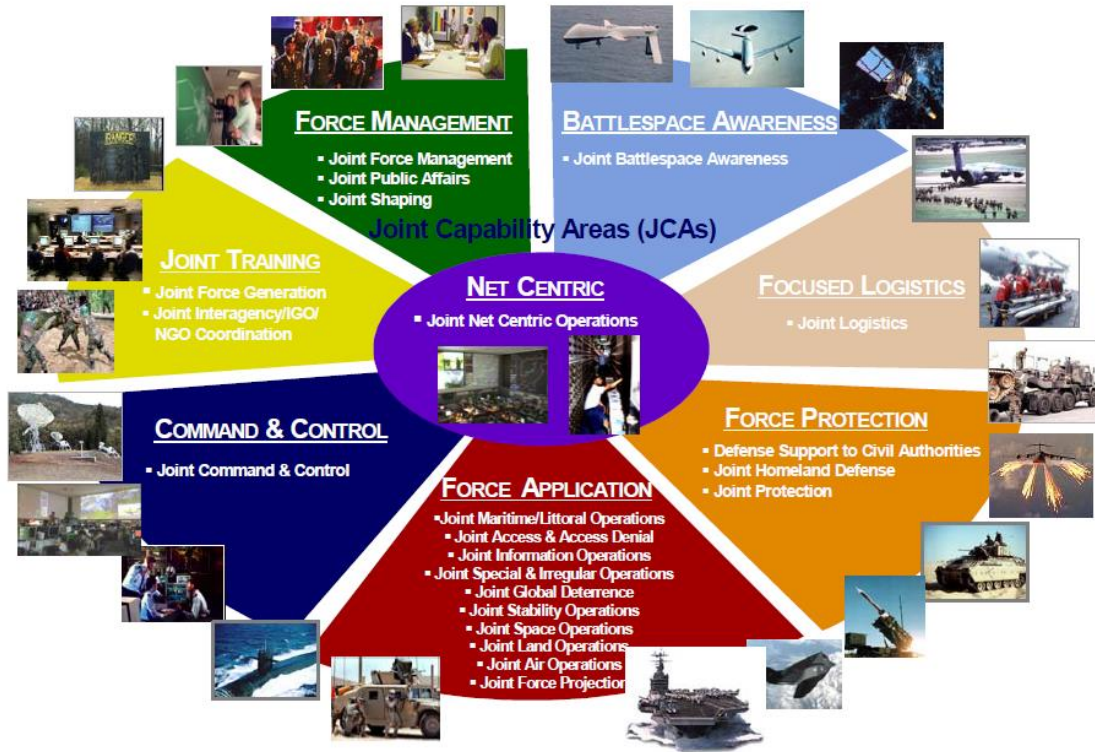 FORCE MANAGEMENT
▪ Joint Force Management
▪ Joint Public Affairs
▪ Joint Shaping
BATTLESPACE AWARENESS
▪ Joint Battlespace Awareness
Joint Capability Areas (JCAs)
RANGER
JOINT TRAINING
▪ Joint Force Generation
▪ Joint Interagency/IGO/
NGO Coordination
NET CENTRIC
▪ Joint Net Centric Operations
FOCUSED LOGISTICS
▪ Joint Logistics
COMMAND & CONTROL
▪ Joint Command & Control
FORCE PROTECTION
▪ Defense Support to Civil Authorities
▪ Joint Homeland Defense
▪ Joint Protection
FORCE APPLICATION
▪Joint Maritime/Littoral Operations
▪ Joint Access & Access Denial
▪ Joint Information Operations
▪ Joint Special & Irregular Operations
▪ Joint Global Deterrence
▪ Joint Stability Operations
▪ Joint Space Operations
▪ Joint Land Operations
▪ Joint Air Operations
▪ Joint Force Projection